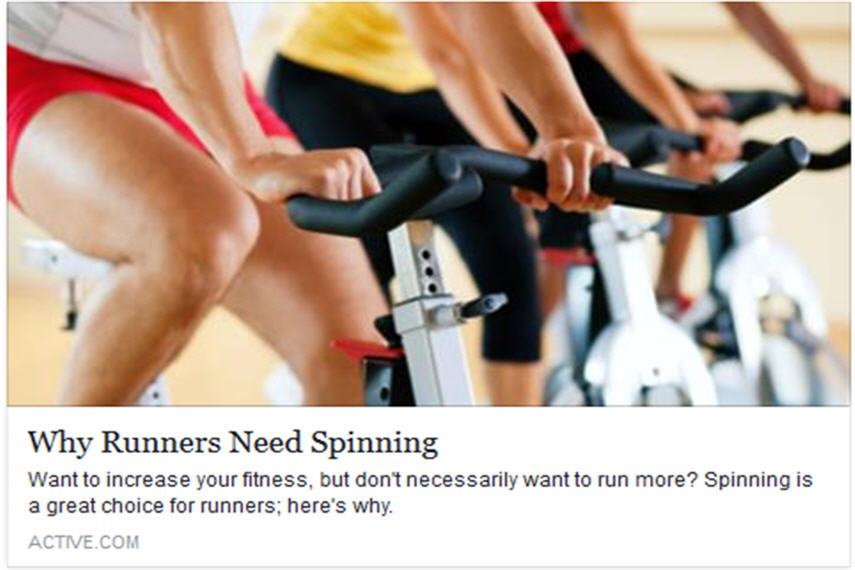 Why Runners Need Spinning
Want to increase your fitness, but don't necessarily want to run more? Spinning is
a great choice for runners; here's why.
ACTIVE.COM